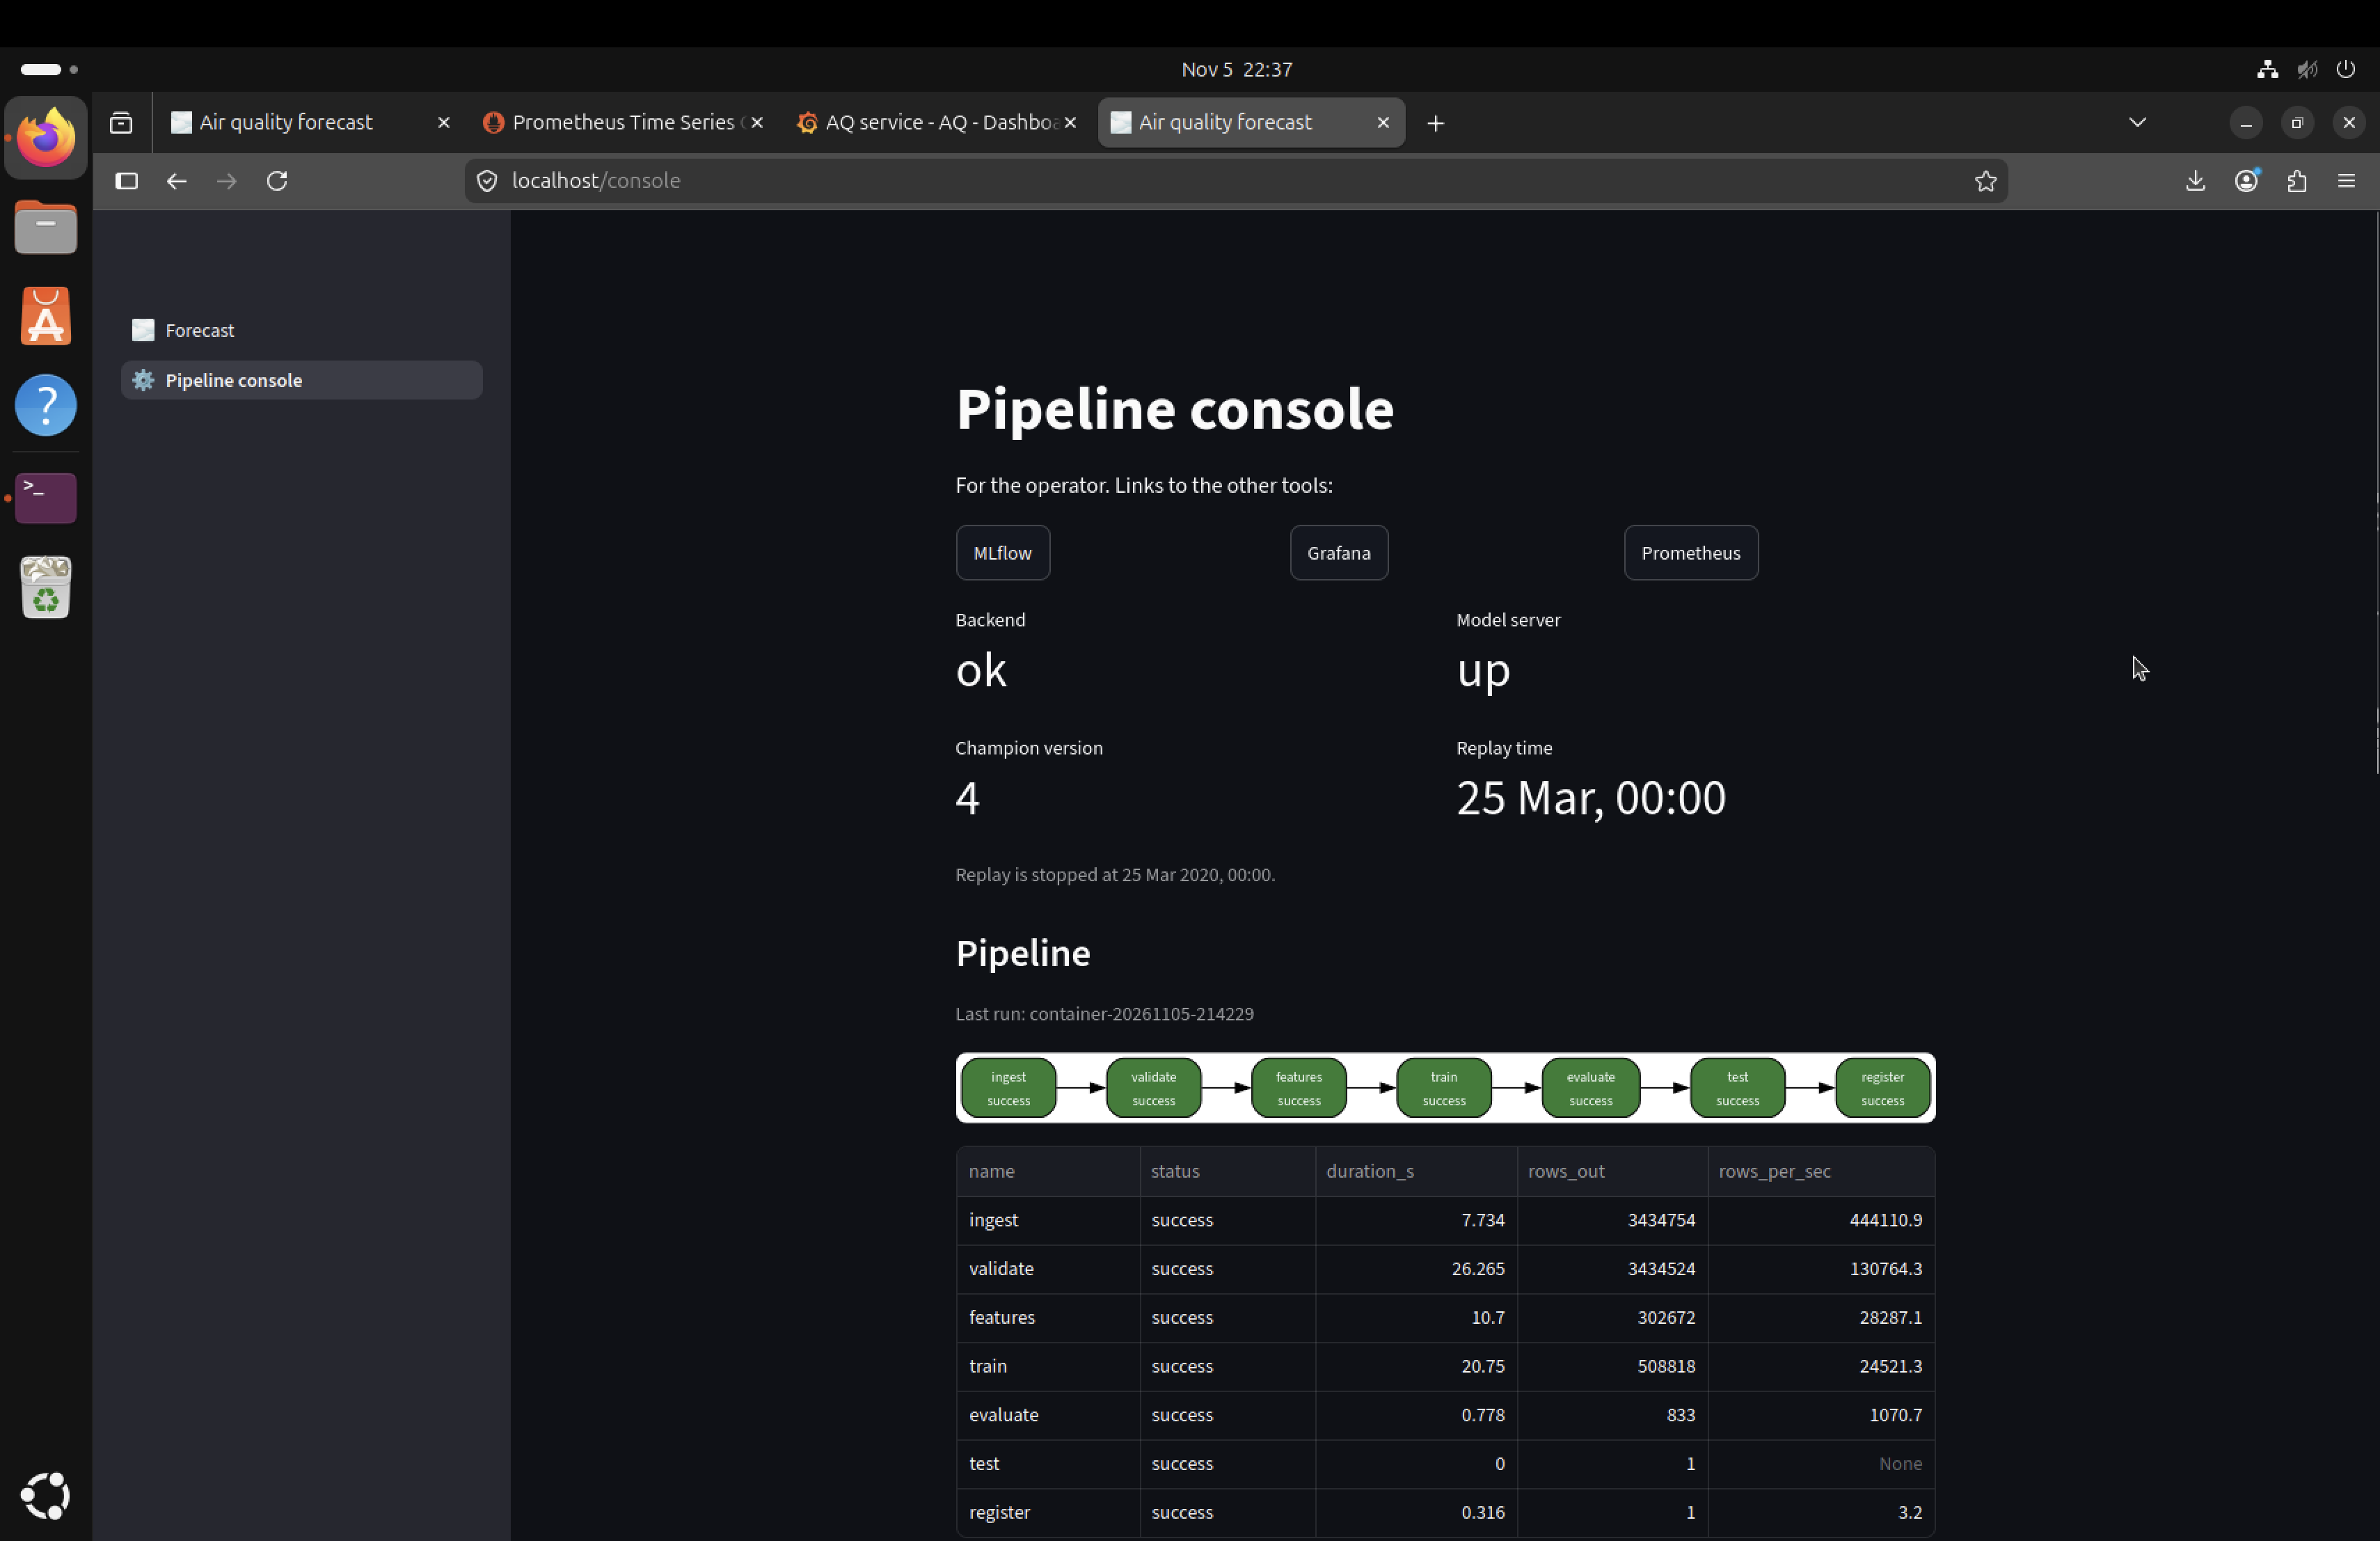 Nov 5 22:37
Air quality forecast
Prometheus Time Series
AQ service - AQ - Dashboa
Air quality forecast
localhost/console
Forecast
Pipeline console
Pipeline console
For the operator. Links to the other tools:
MLflow Grafana Prometheus
Backend Model server
ok up
Champion version Replay time
4 25 Mar, 00:00
Replay is stopped at 25 Mar 2020, 00:00.
Pipeline
Last run: container-20261105-214229
ingest validate features train evaluate test register
success success success success success success success
name status duration_s rows_out rows_per_sec
ingest success 7.734 3434754 444110.9
validate success 26.265 3434524 130764.3
features success 10.7 302672 28287.1
train success 20.75 508818 24521.3
evaluate success 0.778 833 1070.7
test success 0 1 None
register success 0.316 1 3.2